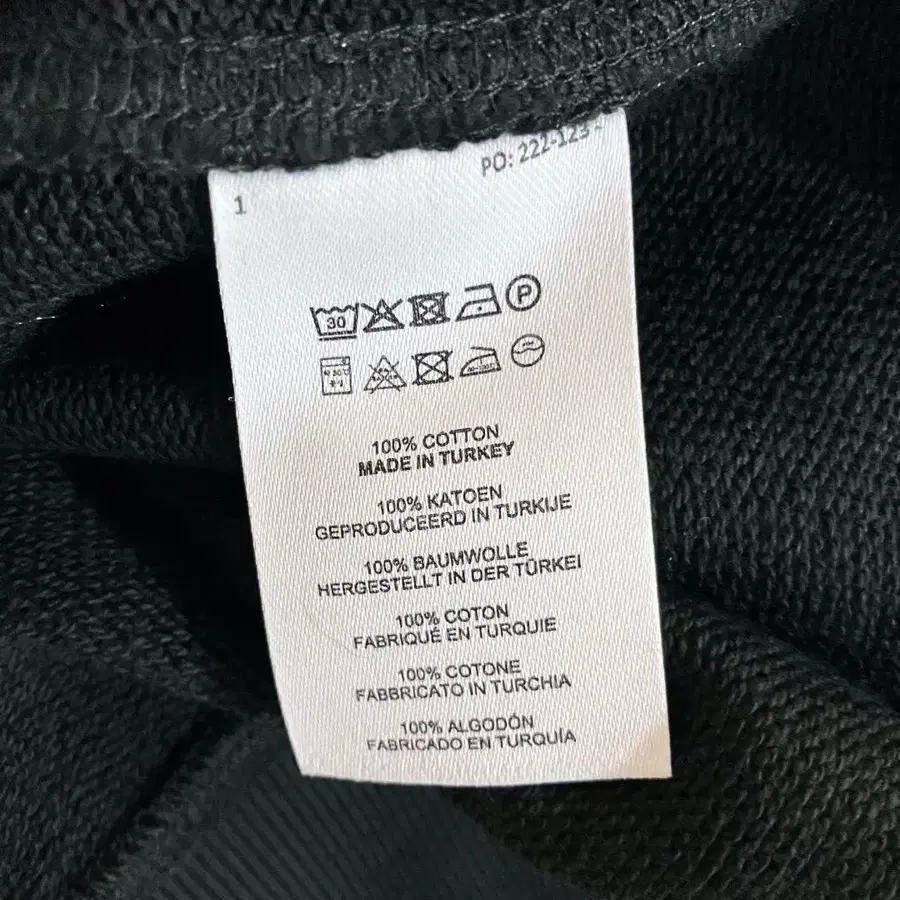 PO: 222-123
1
30
P
100% COTTON
MADE IN TURKEY
100% KATOEN
GEPRODUCEERD IN TURKIJE
100% BAUMWOLLE
HERGESTELLT IN DER TÜRKEI
100% COTON
FABRIQUÉ EN TURQUIE
100% COTONE
FABBRICATO IN TURCHIA
100% ALGODÓN
FABRICADO EN TURQUÍA